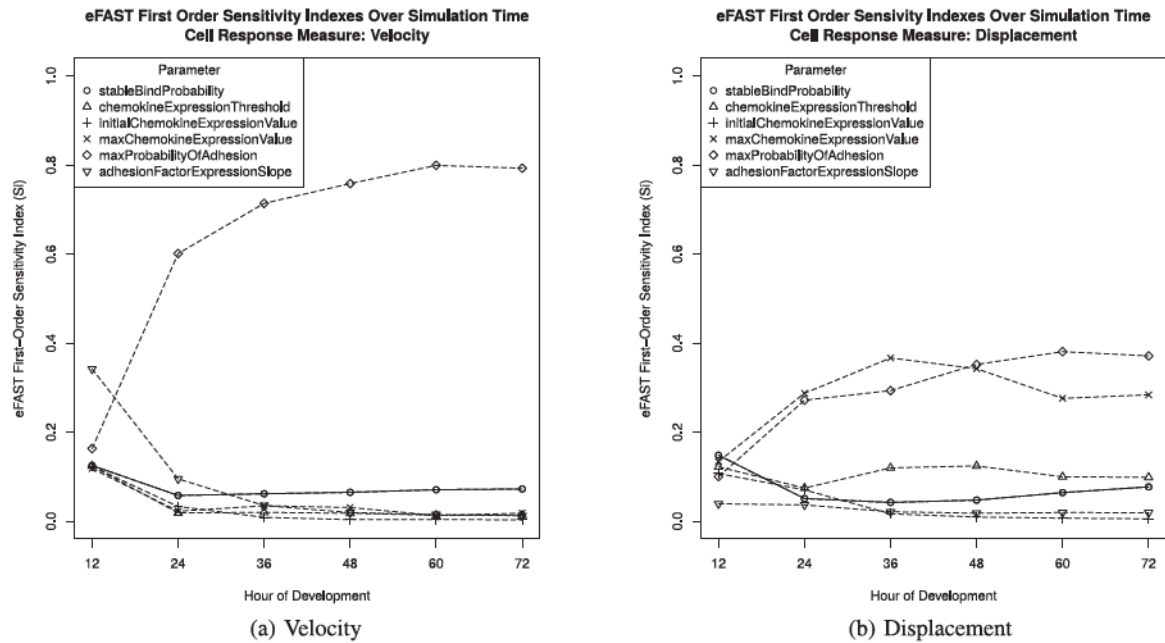 eFAST First Order Sensitivity Indexes Over Simulation Time
Cell Response Measure: Velocity
Parameter
stableBindProbability
chemokineExpressionThreshold
initialChemokineExpressionValue
maxChemokineExpressionValue
maxProbabilityOfAdhesion
adhesionFactorExpressionSlope
eFAST First-Order Sensitivity Index (Si)
1.0
0.8
0.6
0.4
0.2
0.0
12 24 36 48 60 72
Hour of Development
(a) Velocity
eFAST First Order Sensivity Indexes Over Simulation Time
Cell Response Measure: Displacement
Parameter
stableBindProbability
chemokineExpressionThreshold
initialChemokineExpressionValue
maxChemokineExpressionValue
maxProbabilityOfAdhesion
adhesionFactorExpressionSlope
eFAST First-Order Sensitivity Index (Si)
1.0
0.8
0.6
0.4
0.2
0.0
12 24 36 48 60 72
Hour of Development
(b) Displacement